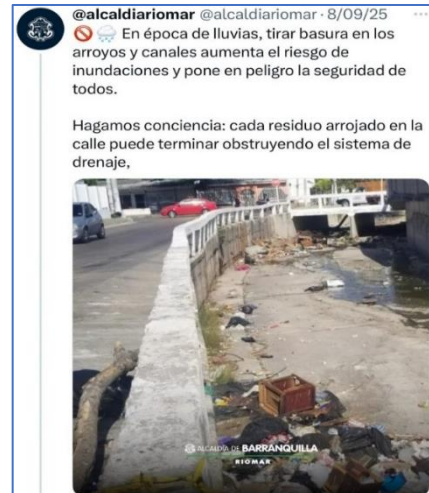 @alcaldiariomar @alcaldiariomar · 8/09/25 ...
🚫 🌧️ En época de lluvias, tirar basura en los
arroyos y canales aumenta el riesgo de
inundaciones y pone en peligro la seguridad de
todos.
Hagamos conciencia: cada residuo arrojado en la
calle puede terminar obstruyendo el sistema de
drenaje,
ALCALDÍA DE BARRANQUILLA
RIOMAR